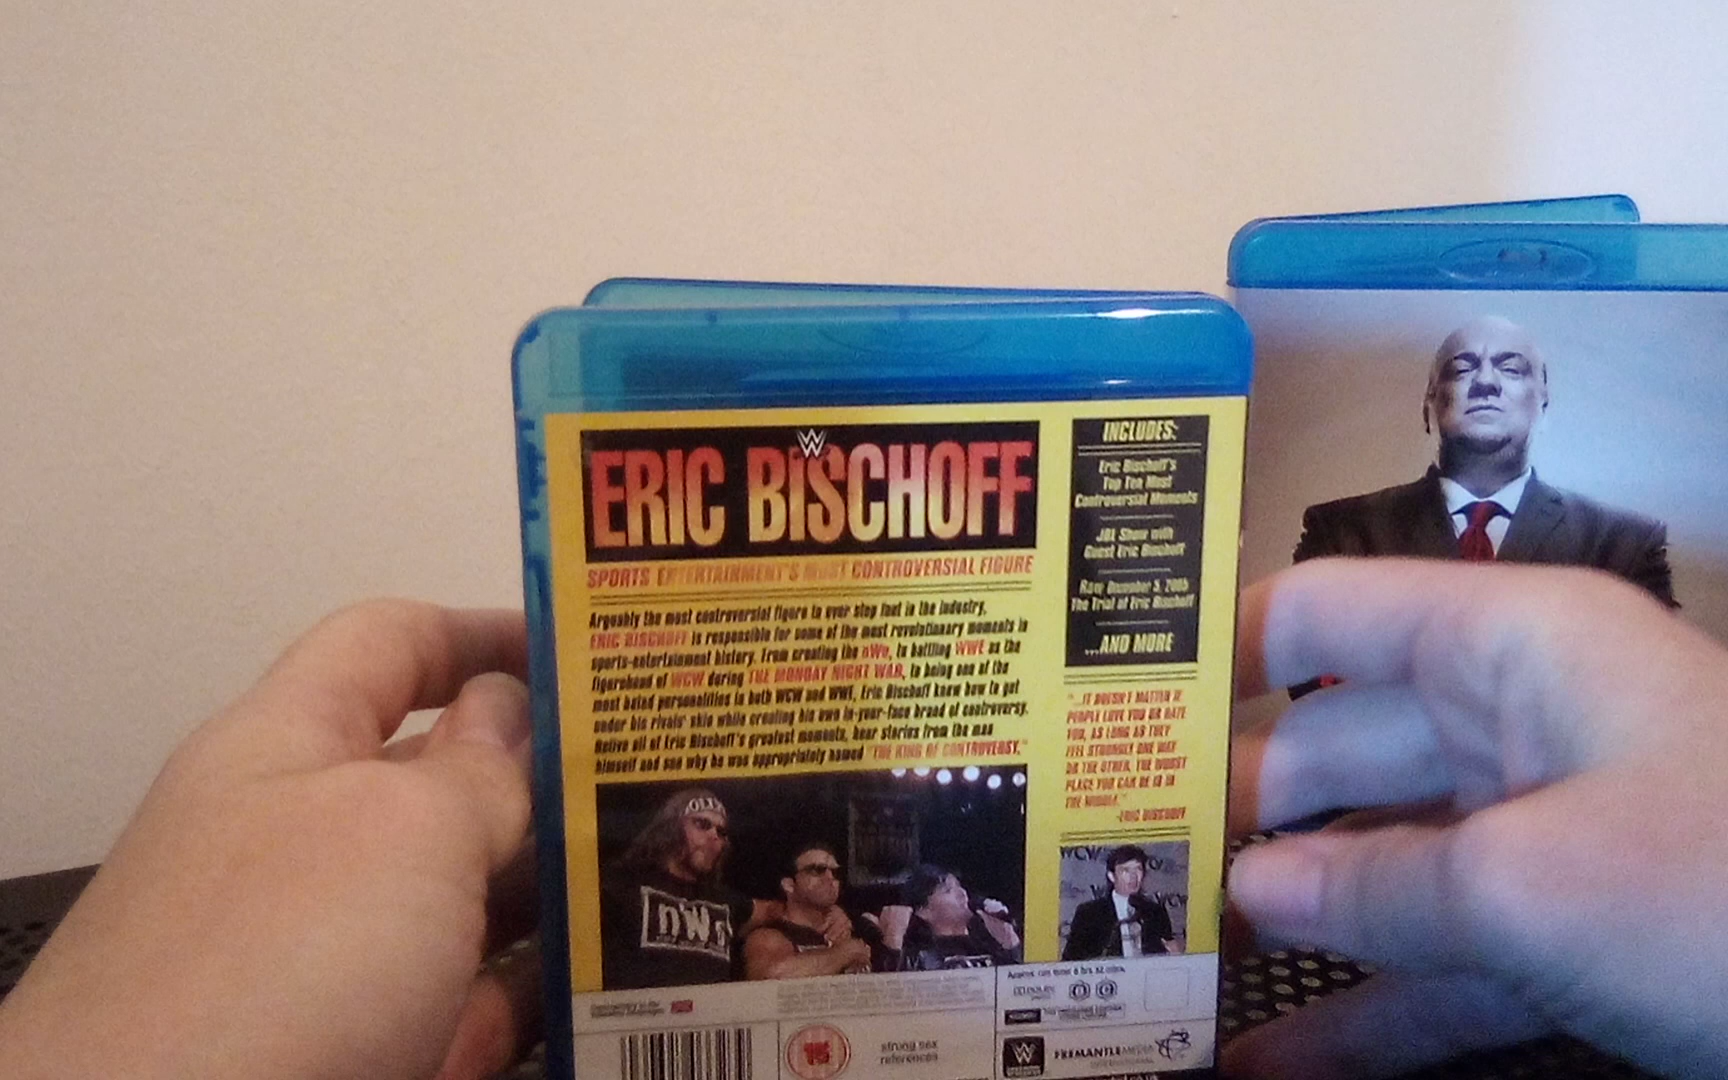 ERIC BISCHOFF
SPORTS ENTERTAINMENT'S MOST CONTROVERSIAL FIGURE
Arguably the most controversial figure to ever step foot in the industry,
ERIC BISCHOFF is responsible for some of the most revolutionary moments in
sports-entertainment history. From creating the nWo, to battling WWE as the
figurehead of WCW during THE MONDAY NIGHT WAR, to being one of the
most hated personalities in both WCW and WWE, Eric Bischoff knew how to get
under his rivals' skin while creating his own in-your-face brand of controversy.
Relive all of Eric Bischoff's greatest moments, hear stories from the man
himself and see why he was appropriately named "THE KING OF CONTROVERSY."
INCLUDES:
Eric Bischoff's
Top Ten Most
Controversial Moments
JBL Show with
Guest Eric Bischoff
Raw December 5, 2005
The Trial of Eric Bischoff
...AND MORE
"...IT DOESN'T MATTER IF
PEOPLE LOVE YOU OR HATE
YOU, AS LONG AS THEY
FEEL STRONGLY ONE WAY
OR THE OTHER. THE WORST
PLACE YOU CAN BE IS IN
THE MIDDLE."
-ERIC BISCHOFF
nWo
WCW
15
strong sex
references
W
FREMANTLEMEDIA